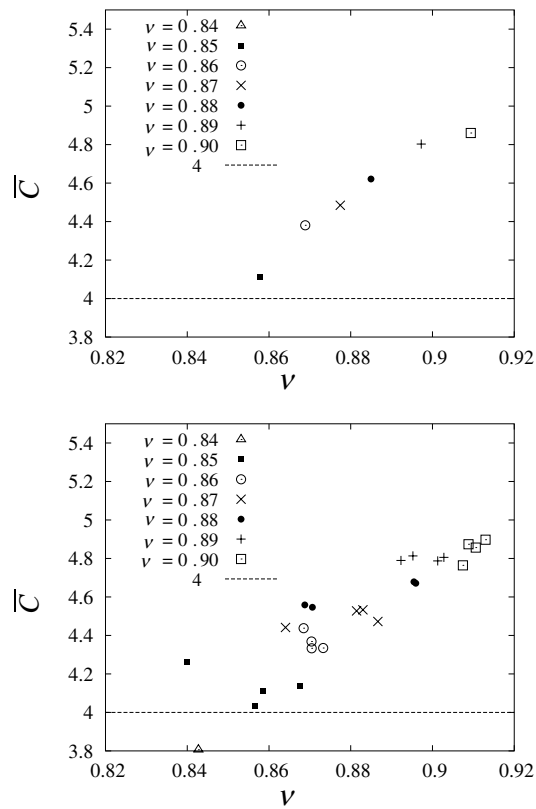 5.4
5.2
5
4.8
4.6
4.4
4.2
4
3.8
C
ν = 0.84
ν = 0.85
ν = 0.86
ν = 0.87
ν = 0.88
ν = 0.89
ν = 0.90
4
0.82 0.84 0.86 0.88 0.9 0.92
ν
5.4
5.2
5
4.8
4.6
4.4
4.2
4
3.8
C
ν = 0.84
ν = 0.85
ν = 0.86
ν = 0.87
ν = 0.88
ν = 0.89
ν = 0.90
4
0.82 0.84 0.86 0.88 0.9 0.92
ν